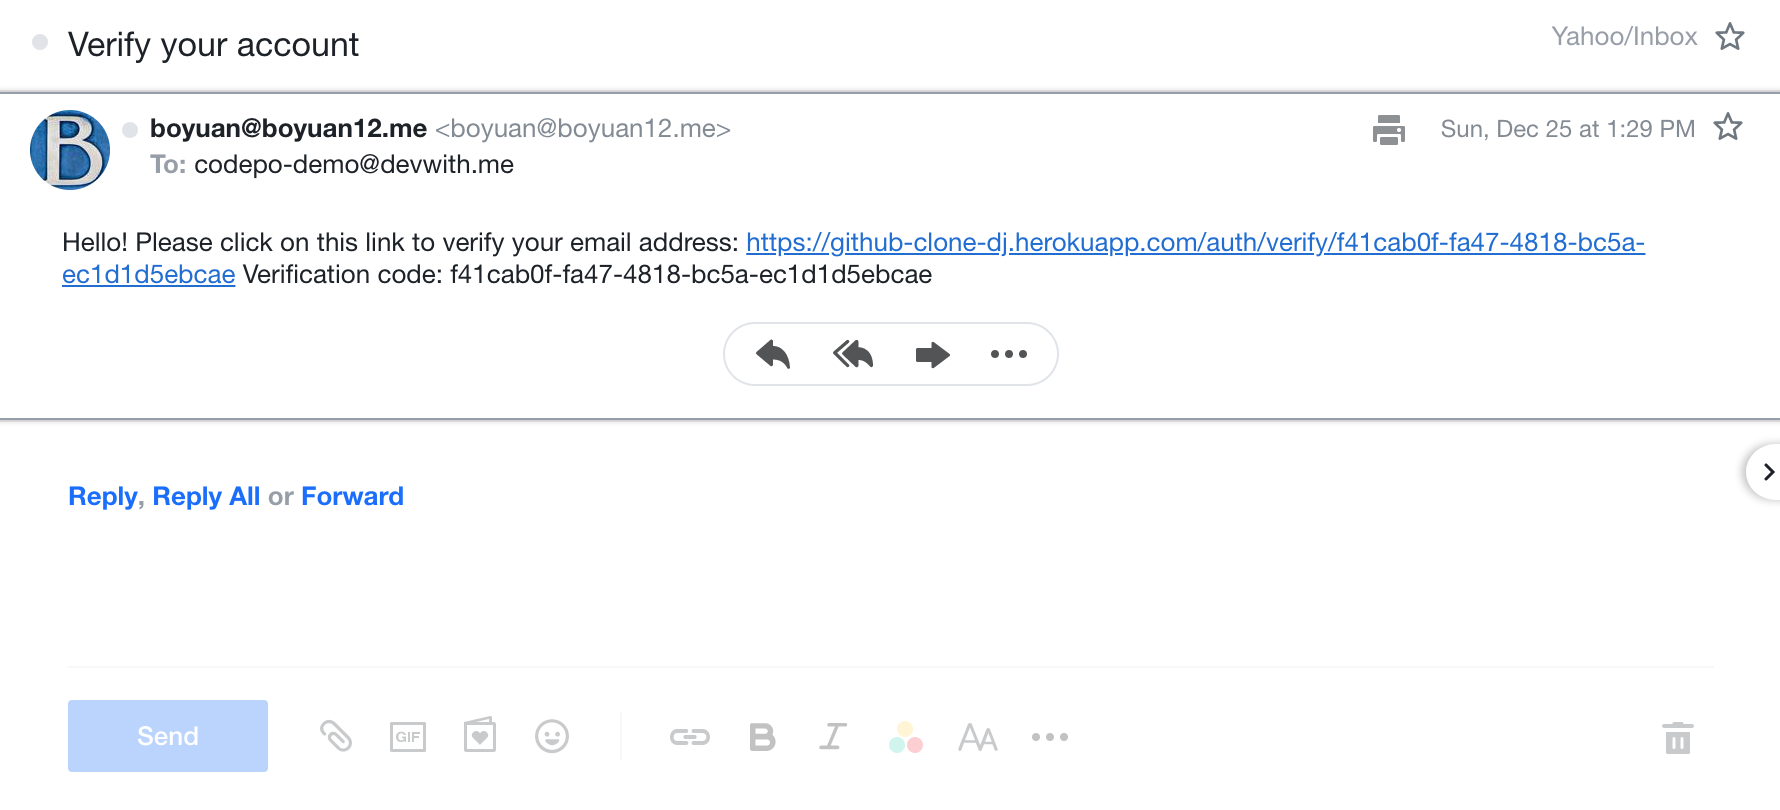 Verify your account
Yahoo/Inbox
B
boyuan@boyuan12.me <boyuan@boyuan12.me>
Sun, Dec 25 at 1:29 PM
To: codepo-demo@devwith.me
Hello! Please click on this link to verify your email address: https://github-clone-dj.herokuapp.com/auth/verify/f41cab0f-fa47-4818-bc5a-
ec1d1d5ebcae Verification code: f41cab0f-fa47-4818-bc5a-ec1d1d5ebcae
Reply, Reply All or Forward
Send
GIF
B
I
AA